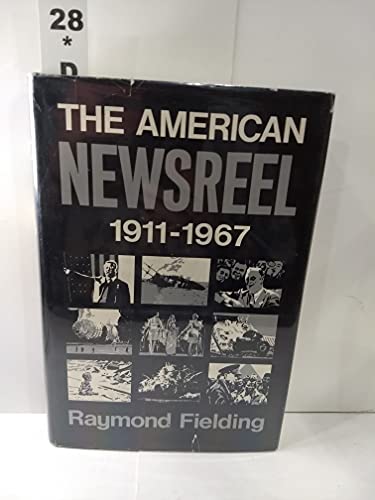 28
*
D
THE AMERICAN
NEWSREEL
1911-1967
Raymond Fielding